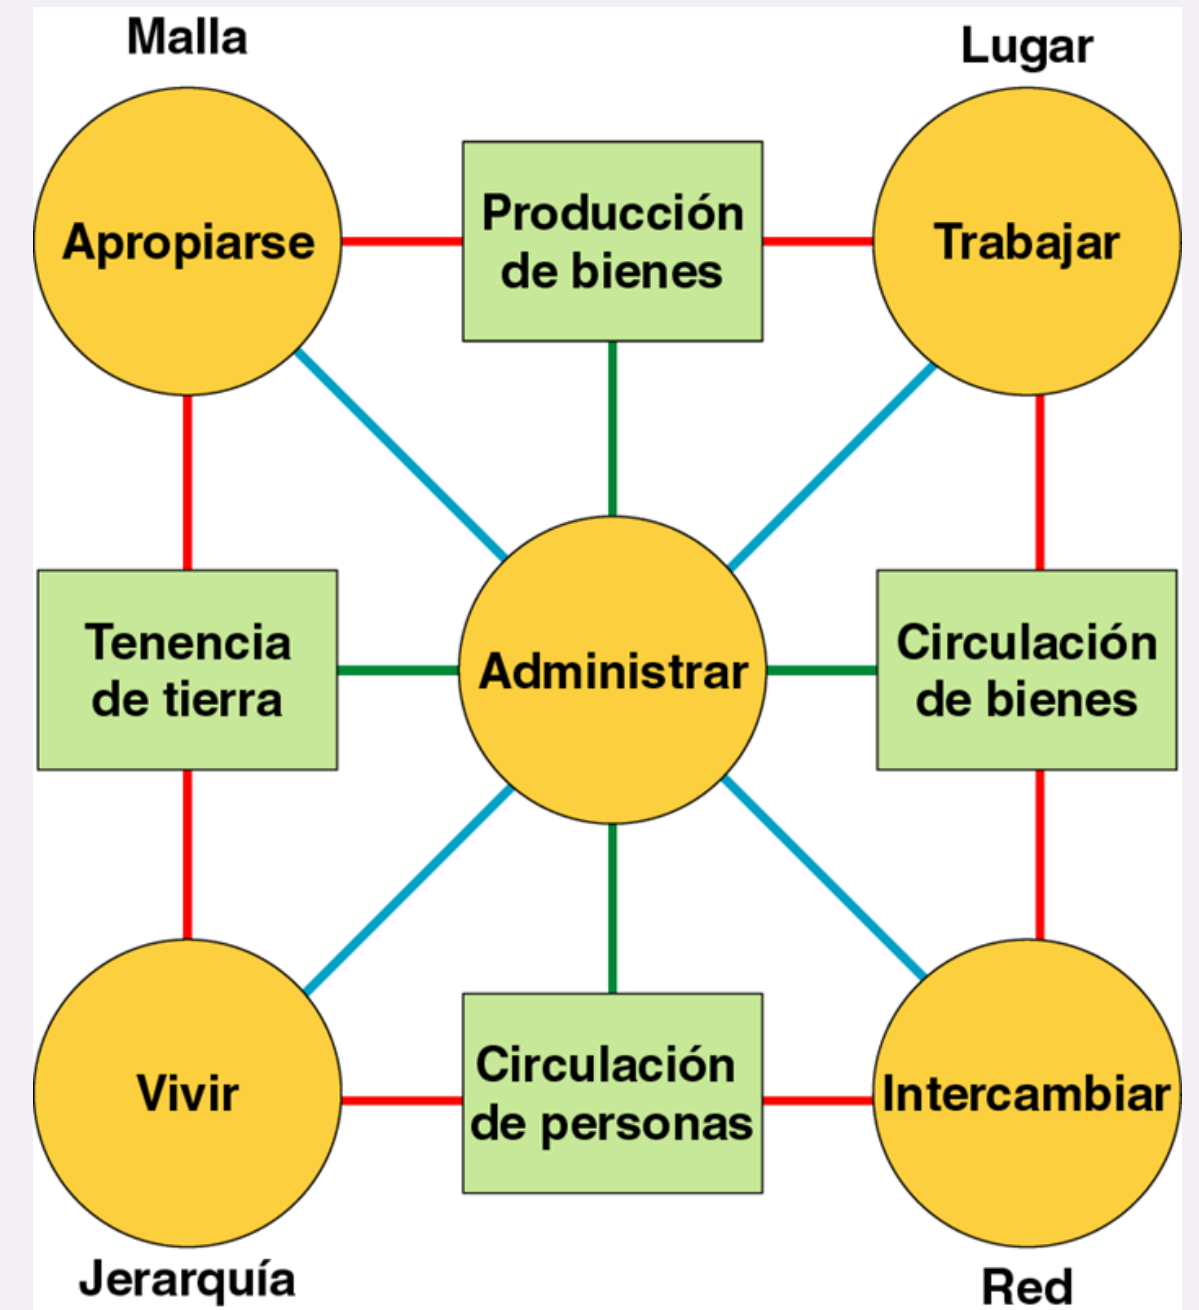 Malla
Lugar
Apropiarse
Producción
de bienes
Trabajar
Tenencia
de tierra
Administrar
Circulación
de bienes
Vivir
Circulación
de personas
Intercambiar
Jerarquía
Red